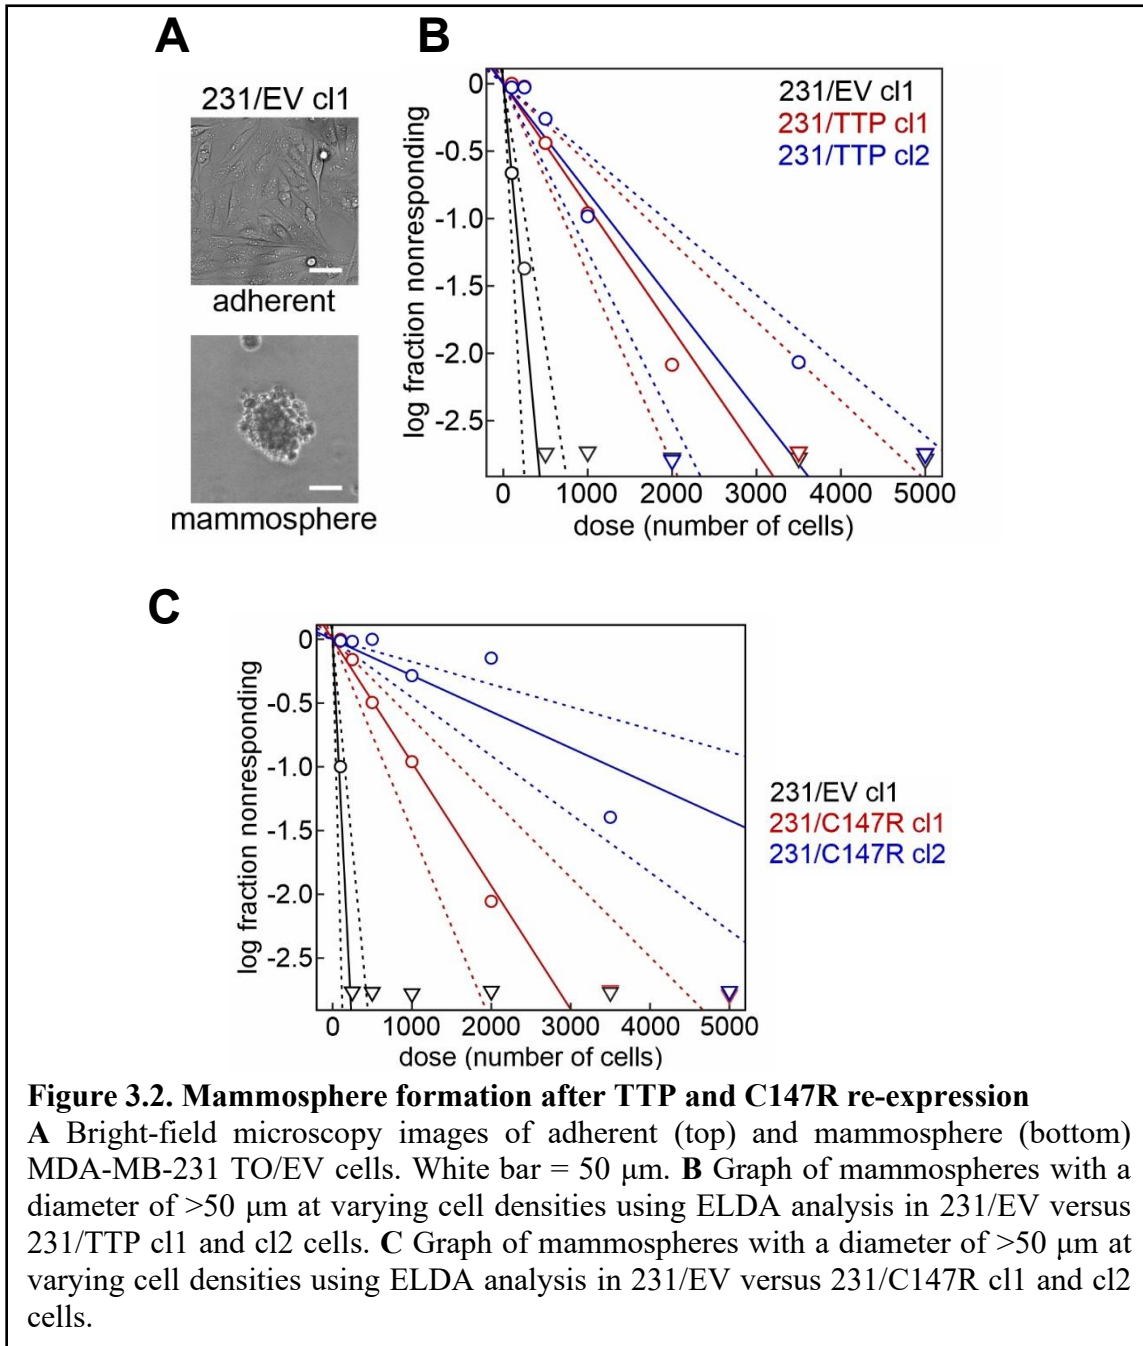 A
B
231/EV cl1
adherent
mammosphere
log fraction nonresponding
0
-0.5
-1.0
-1.5
-2.0
-2.5
231/EV cl1
231/TTP cl1
231/TTP cl2
0 1000 2000 3000 4000 5000
dose (number of cells)
C
log fraction nonresponding
0
-0.5
-1.0
-1.5
-2.0
-2.5
0 1000 2000 3000 4000 5000
dose (number of cells)
231/EV cl1
231/C147R cl1
231/C147R cl2
Figure 3.2. Mammosphere formation after TTP and C147R re-expression
A Bright-field microscopy images of adherent (top) and mammosphere (bottom)
MDA-MB-231 TO/EV cells. White bar = 50 μm. B Graph of mammospheres with a
diameter of >50 μm at varying cell densities using ELDA analysis in 231/EV versus
231/TTP cl1 and cl2 cells. C Graph of mammospheres with a diameter of >50 μm at
varying cell densities using ELDA analysis in 231/EV versus 231/C147R cl1 and cl2
cells.